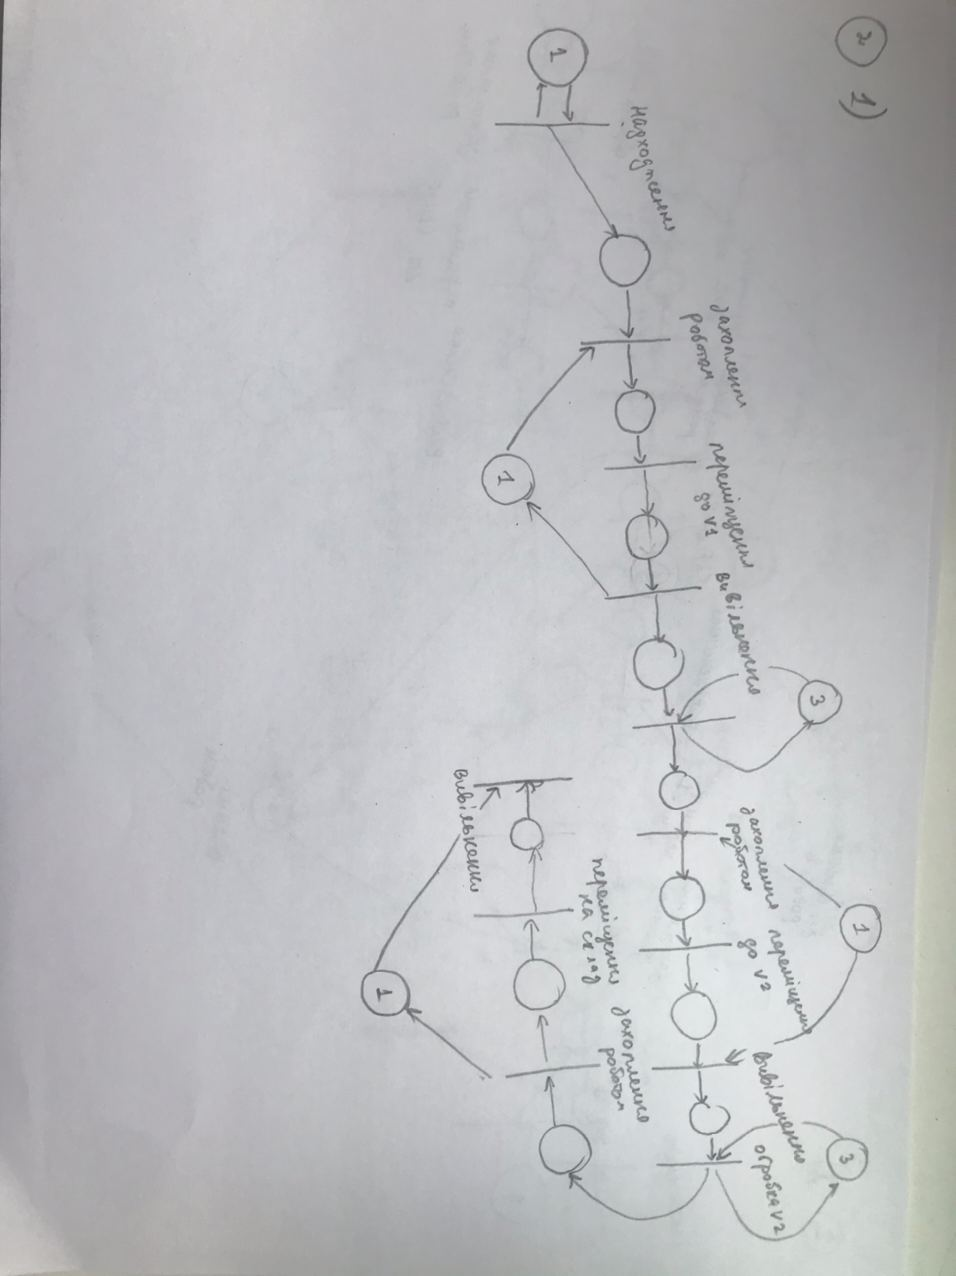 2 1)
1
надходження
захоплення
роботом
переміщення
до V1
1
вивільнення
3
захоплення
роботом
1
переміщення
до V2
вивільнення
3
обробка V2
захоплення
роботом
переміщення
на склад
1
вивільнення